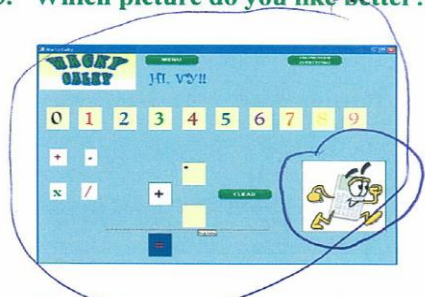 Which picture do you like better?
WACKY
CALKY
MENU
HI, VY!!
0 1 2 3 4 5 6 7 8 9
+ -
x /
+
CLEAR
=